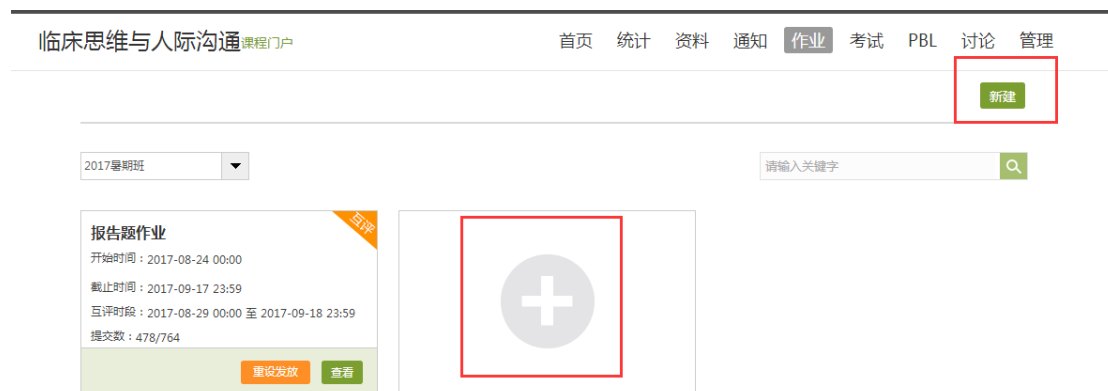 临床思维与人际沟通课程门户 首页 统计 资料 通知 作业 考试 PBL 讨论 管理
新建
2017暑期班 请输入关键字
互评
报告题作业
开始时间：2017-08-24 00:00
截止时间：2017-09-17 23:59
互评时段：2017-08-29 00:00 至 2017-09-18 23:59
提交数：478/764
重设发放 查看